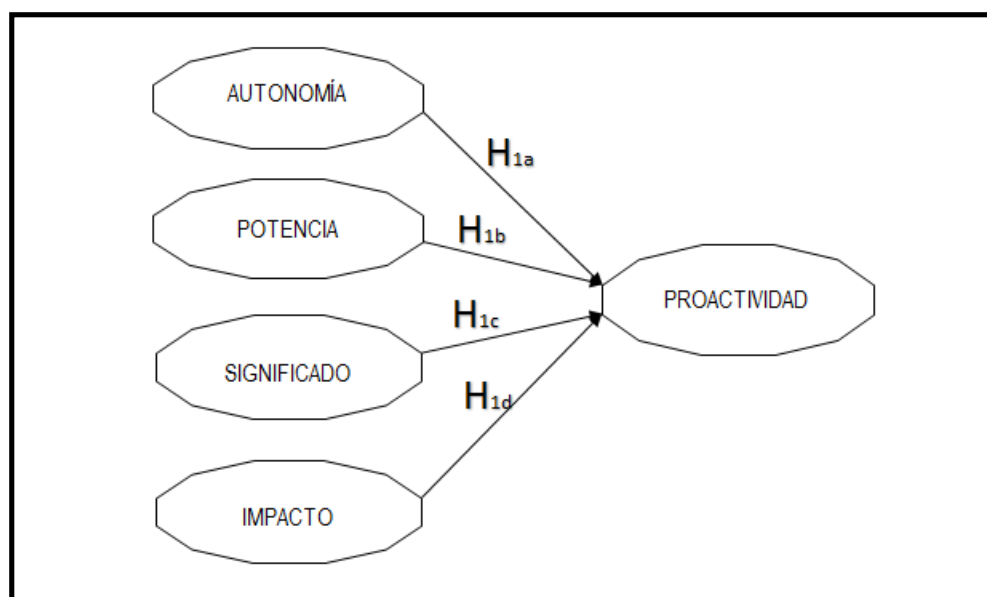 AUTONOMÍA
H1a
POTENCIA
H1b
PROACTIVIDAD
H1c
SIGNIFICADO
H1d
IMPACTO